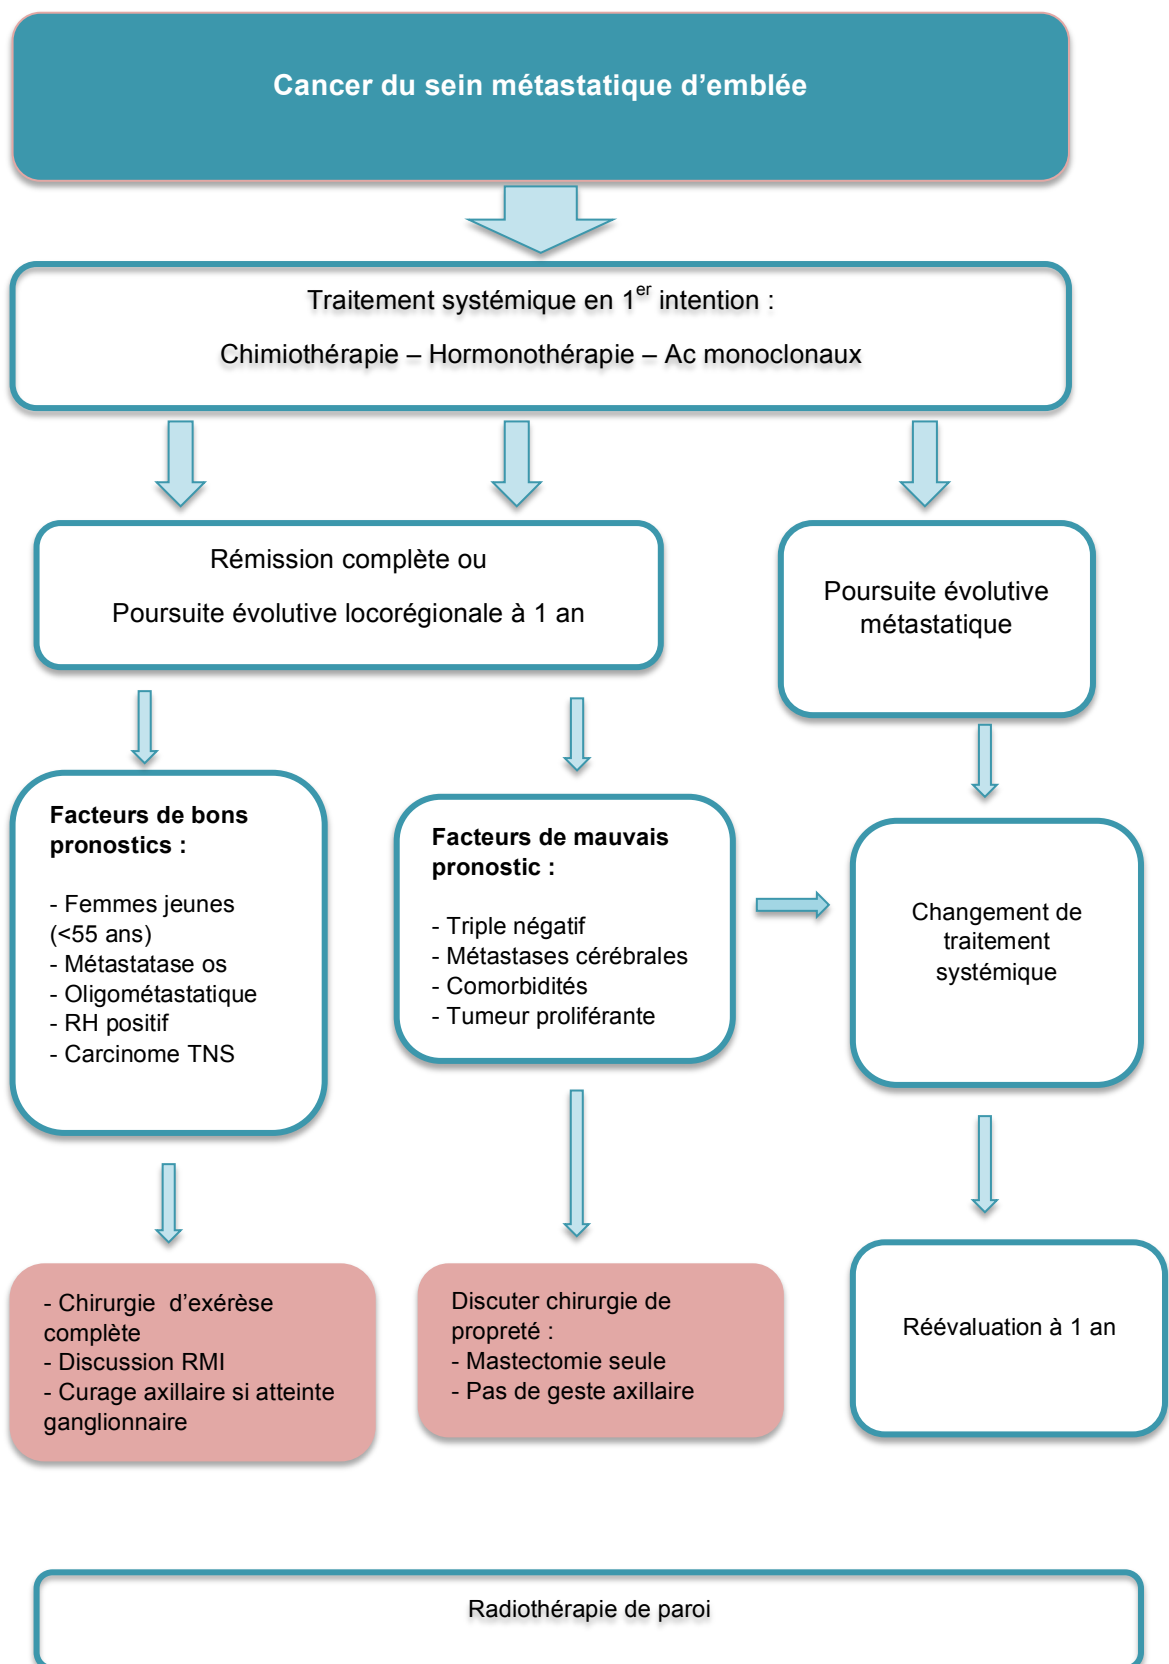 Cancer du sein métastatique d’emblée
Traitement systémique en 1er intention :
Chimiothérapie – Hormonothérapie – Ac monoclonaux
Rémission complète ou
Poursuite évolutive locorégionale à 1 an
Poursuite évolutive
métastatique
Facteurs de bons
pronostics :
- Femmes jeunes
(<55 ans)
- Métastatase os
- Oligométastatique
- RH positif
- Carcinome TNS
Facteurs de mauvais
pronostic :
- Triple négatif
- Métastases cérébrales
- Comorbidités
- Tumeur proliférante
Changement de
traitement
systémique
- Chirurgie  d’exérèse
complète
- Discussion RMI
- Curage axillaire si atteinte
ganglionnaire
Discuter chirurgie de
propreté :
- Mastectomie seule
- Pas de geste axillaire
Réévaluation à 1 an
Radiothérapie de paroi